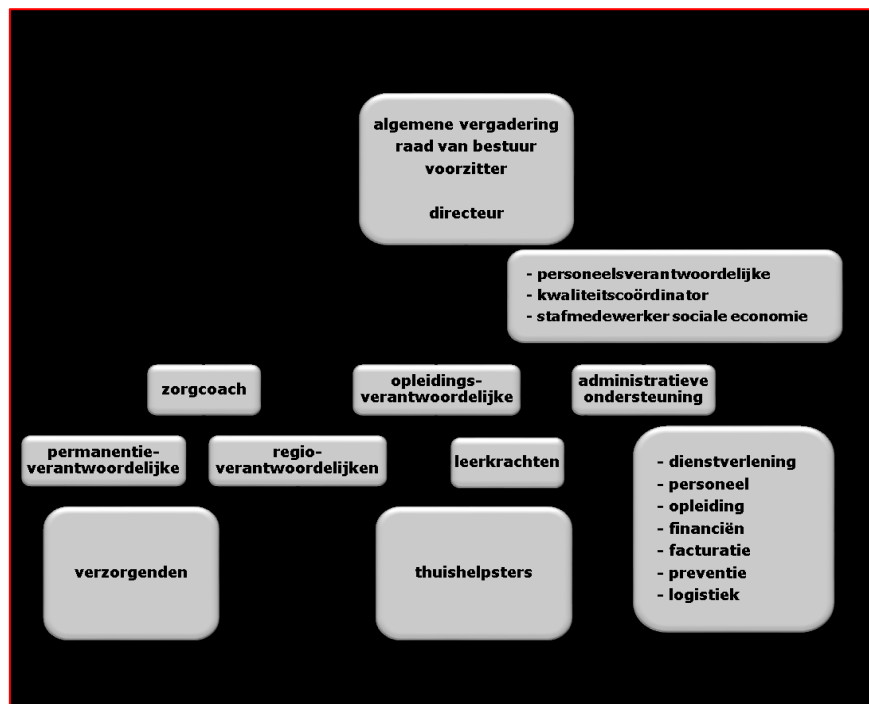 algemene vergadering
raad van bestuur
voorzitter
directeur
- personeelsverantwoordelijke
- kwaliteitscoördinator
- stafmedewerker sociale economie
zorgcoach
opleidings-
verantwoordelijke
administratieve
ondersteuning
permanentie-
verantwoordelijke
regio-
verantwoordelijken
leerkrachten
- dienstverlening
- personeel
- opleiding
- financiën
- facturatie
- preventie
- logistiek
verzorgenden
thuishelpsters